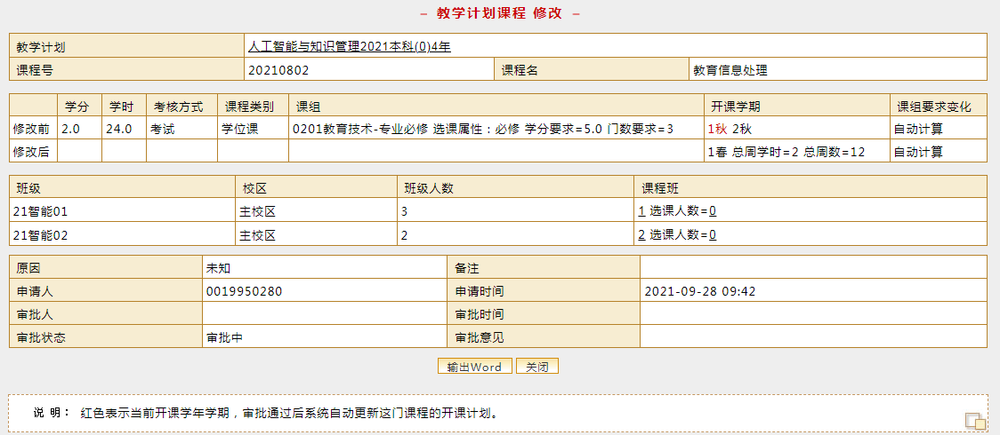 － 教学计划课程 修改 －
教学计划 人工智能与知识管理2021本科(0)4年
课程号 20210802 课程名 教育信息处理
学分 学时 考核方式 课程类别 课组 开课学期 课组要求变化
修改前 2.0 24.0 考试 学位课 0201教育技术-专业必修 选课属性：必修 学分要求=5.0 门数要求=3 1秋 2秋 自动计算
修改后 1春 总周学时=2 总周数=12 自动计算
班级 校区 班级人数 课程班
21智能01 主校区 3 1 选课人数=0
21智能02 主校区 2 2 选课人数=0
原因 未知 备注
申请人 0019950280 申请时间 2021-09-28 09:42
审批人 审批时间
审批状态 审批中 审批意见
输出Word 关闭
说 明： 红色表示当前开课学年学期，审批通过后系统自动更新这门课程的开课计划。